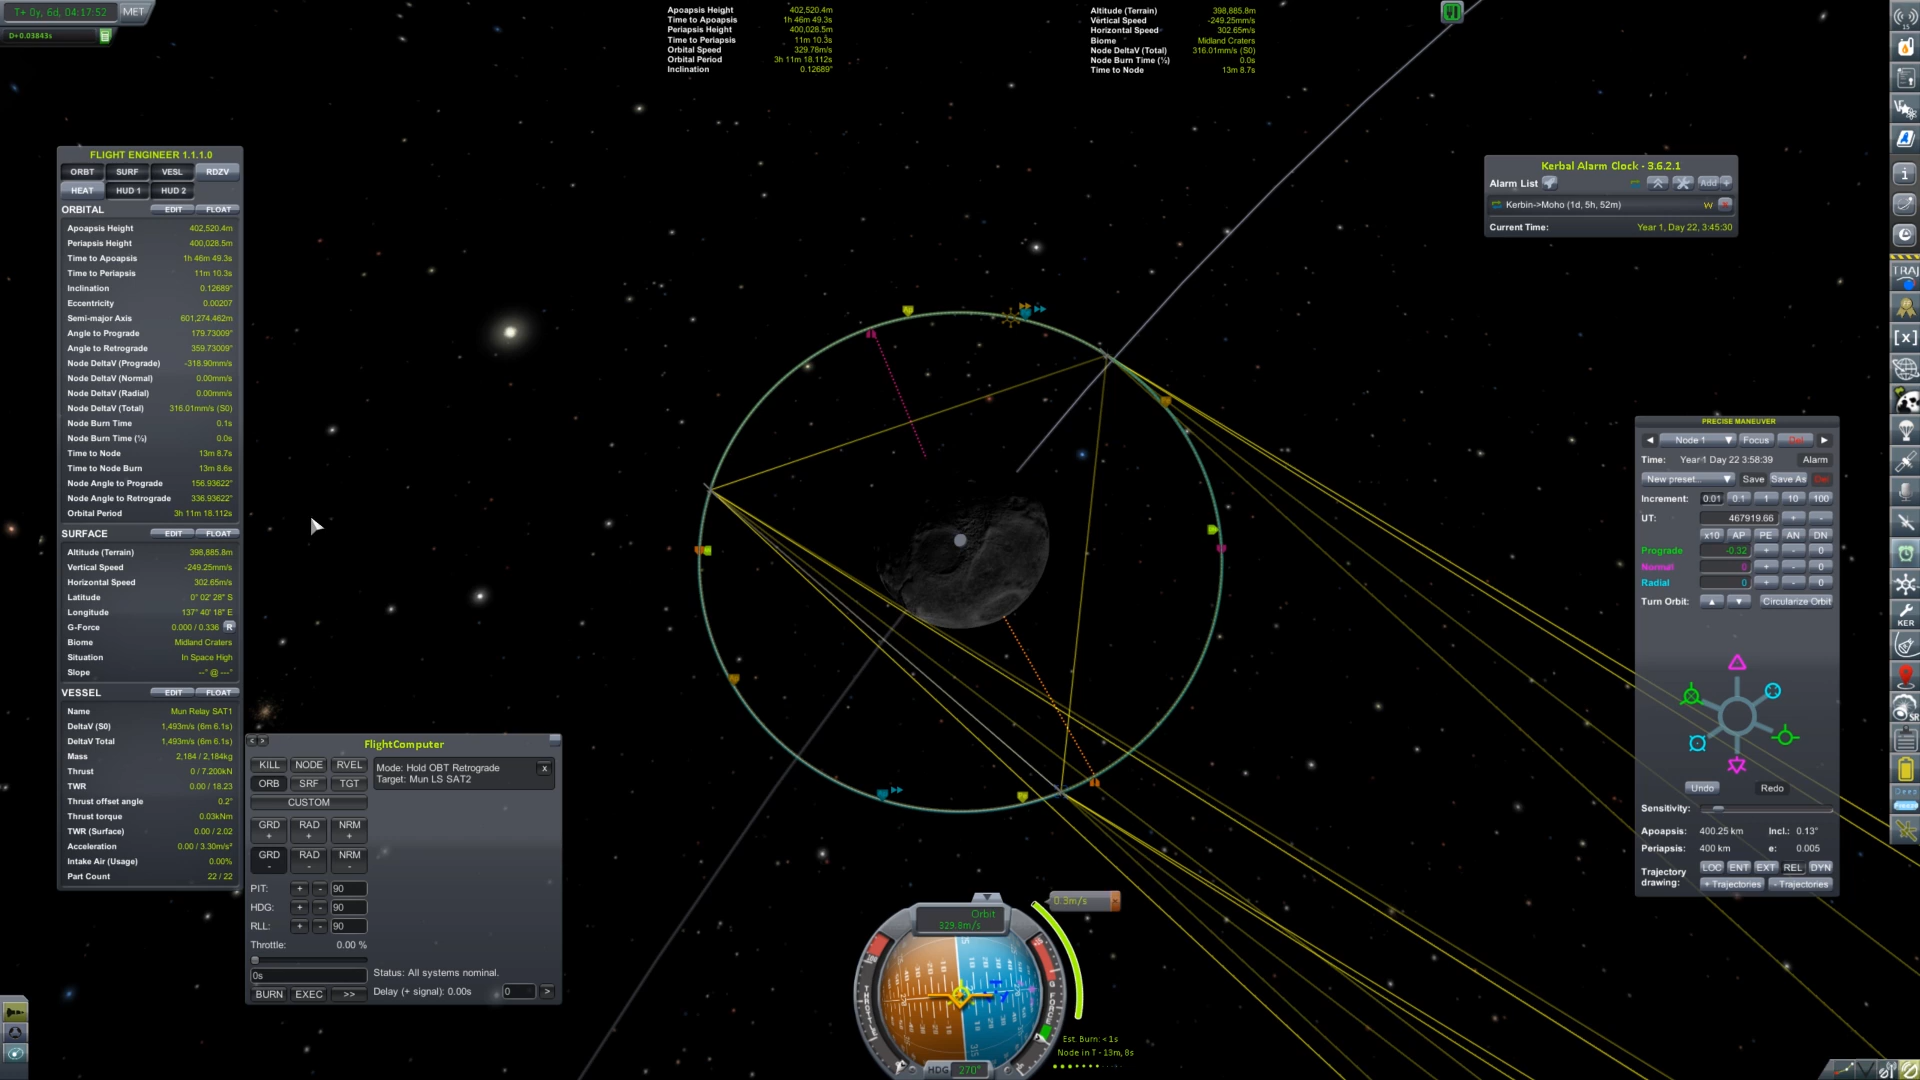 T+ 0y, 6d, 04:17:52 MET
D+0.03843s
Apoapsis Height 402,520.4m
Time to Apoapsis 1h 46m 49.3s
Periapsis Height 400,028.5m
Time to Periapsis 11m 10.3s
Orbital Speed 329.78m/s
Orbital Period 3h 11m 18.112s
Inclination 0.12689°
Altitude (Terrain) 398,885.8m
Vertical Speed -249.25mm/s
Horizontal Speed 302.65m/s
Biome Midland Craters
Node DeltaV (Total) 316.01mm/s (S0)
Node Burn Time (½) 0.0s
Time to Node 13m 8.7s
FLIGHT ENGINEER 1.1.1.0
ORBT SURF VESL RDZV
HEAT HUD 1 HUD 2
ORBITAL EDIT FLOAT
Apoapsis Height 402,520.4m
Periapsis Height 400,028.5m
Time to Apoapsis 1h 46m 49.3s
Time to Periapsis 11m 10.3s
Inclination 0.12689°
Eccentricity 0.00207
Semi-major Axis 601,274.462m
Angle to Prograde 179.73009°
Angle to Retrograde 359.73009°
Node DeltaV (Prograde) -318.90mm/s
Node DeltaV (Normal) 0.00mm/s
Node DeltaV (Radial) 0.00mm/s
Node DeltaV (Total) 316.01mm/s (S0)
Node Burn Time 0.1s
Node Burn Time (½) 0.0s
Time to Node 13m 8.7s
Time to Node Burn 13m 8.6s
Node Angle to Prograde 156.93622°
Node Angle to Retrograde 336.93622°
Orbital Period 3h 11m 18.112s
SURFACE EDIT FLOAT
Altitude (Terrain) 398,885.8m
Vertical Speed -249.25mm/s
Horizontal Speed 302.65m/s
Latitude 0° 02' 28" S
Longitude 137° 40' 18" E
G-Force 0.000 / 0.336 R
Biome Midland Craters
Situation In Space High
Slope --° @ ---°
VESSEL EDIT FLOAT
Name Mun Relay SAT1
DeltaV (S0) 1,493m/s (6m 6.1s)
DeltaV Total 1,493m/s (6m 6.1s)
Mass 2,184 / 2,184kg
Thrust 0 / 7.200kN
TWR 0.00 / 18.23
Thrust offset angle 0.2°
Thrust torque 0.03kNm
TWR (Surface) 0.00 / 2.02
Acceleration 0.00 / 3.30m/s²
Intake Air (Usage) 0.00%
Part Count 22 / 22
< > FlightComputer
KILL NODE RVEL
ORB SRF TGT
CUSTOM
GRD + RAD + NRM +
GRD - RAD - NRM -
PIT: + - 90
HDG: + - 90
RLL: + - 90
Throttle: 0.00 %
0s
BURN EXEC >>
Mode: Hold OBT Retrograde x
Target: Mun LS SAT2
Status: All systems nominal.
Delay (+ signal): 0.00s 0 >
Orbit
329.8m/s
0.3m/s
HDG 270°
Est. Burn: < 1s
Node in T - 13m, 8s
Kerbal Alarm Clock - 3.6.2.1
Alarm List Add +
Kerbin->Moho (1d, 5h, 52m) W x
Current Time: Year 1, Day 22, 3:45:30
PRECISE MANEUVER
Node 1 Focus Del
Time: Year 1 Day 22 3:58:39 Alarm
New preset... Save Save As Del
Increment: 0.01 0.1 1 10 100
UT: 467919.66 + -
x10 AP PE AN DN
Prograde -0.32 + - 0
Normal 0 + - 0
Radial 0 + - 0
Turn Orbit: Circularize Orbit
Undo Redo
Sensitivity:
Apoapsis: 400.25 km Incl.: 0.13°
Periapsis: 400 km e: 0.005
Trajectory drawing: LOC ENT EXT REL DYN
+ Trajectories - Trajectories
TRAJ
[x]
KER
SR